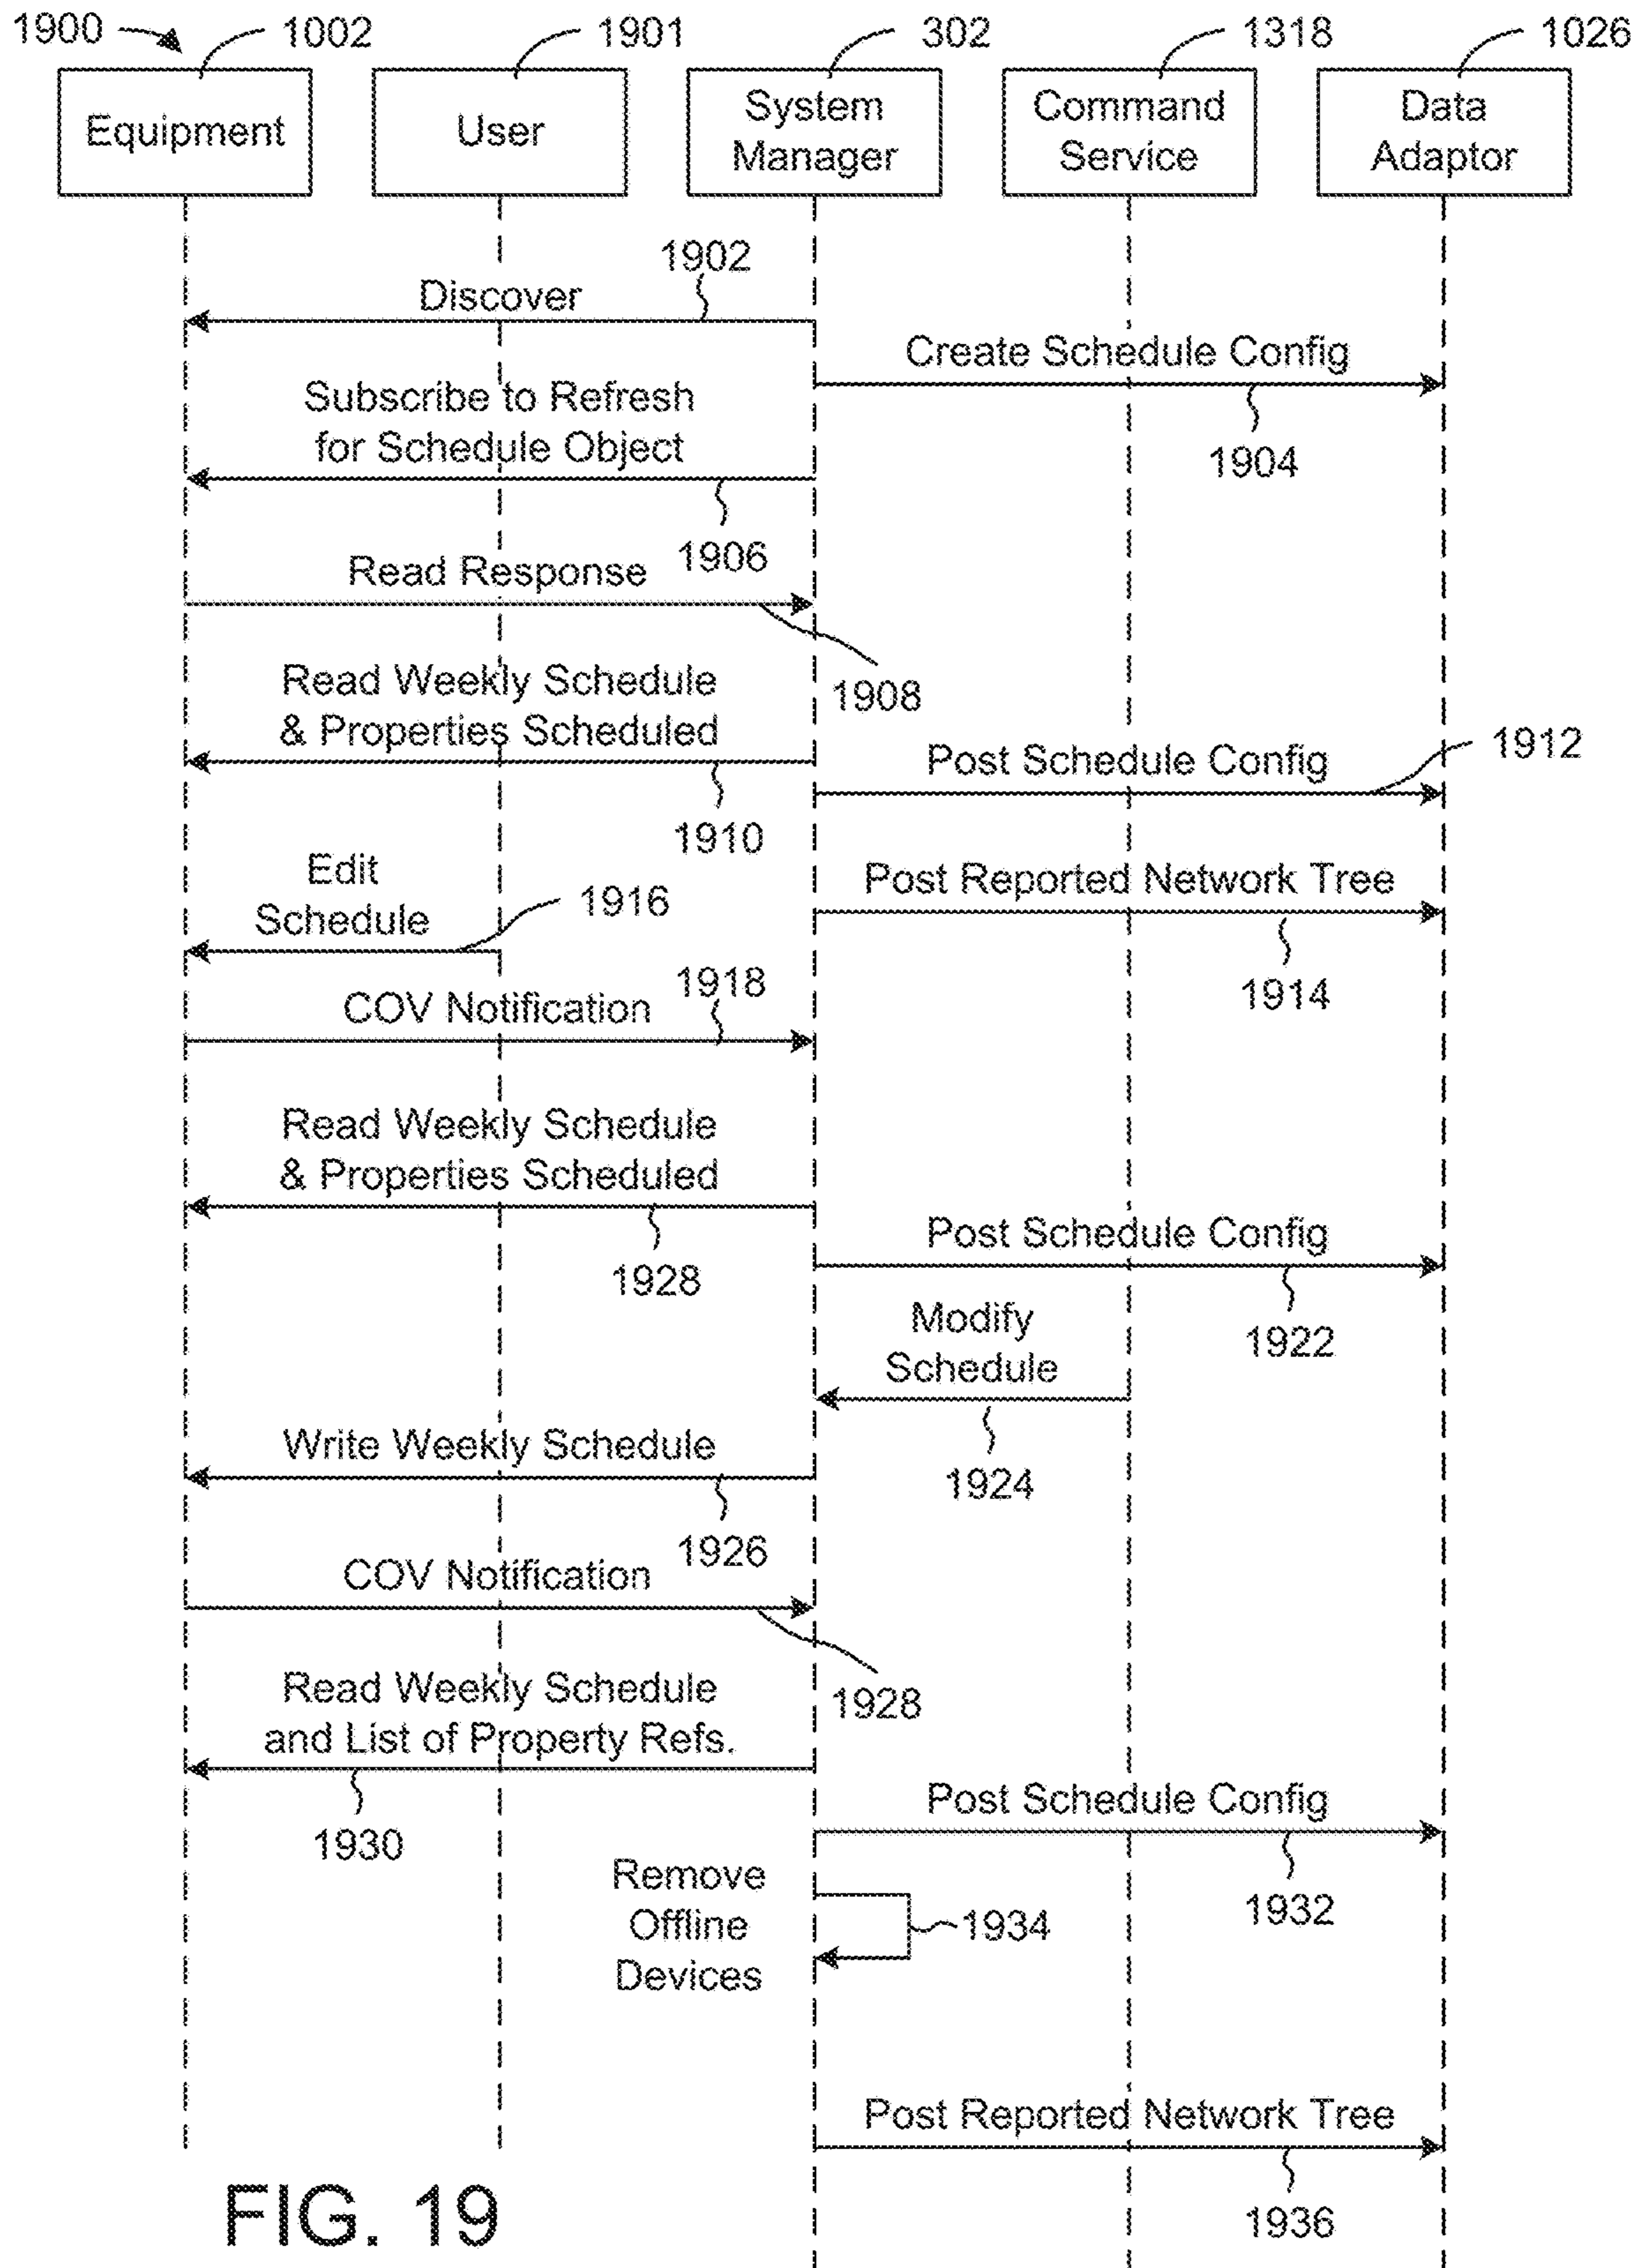 1900
1002
1901
302
1318
1026
Equipment
User
System
Manager
Command
Service
Data
Adaptor
1902
Discover
Create Schedule Config
1904
Subscribe to Refresh
for Schedule Object
1906
Read Response
1908
Read Weekly Schedule
& Properties Scheduled
1910
Post Schedule Config
1912
Post Reported Network Tree
1914
Edit
Schedule
1916
1918
COV Notification
Read Weekly Schedule
& Properties Scheduled
1928
Post Schedule Config
1922
Modify
Schedule
1924
Write Weekly Schedule
1926
COV Notification
1928
Read Weekly Schedule
and List of Property Refs.
1930
Post Schedule Config
1932
Remove
Offline
Devices
1934
Post Reported Network Tree
1936
FIG. 19